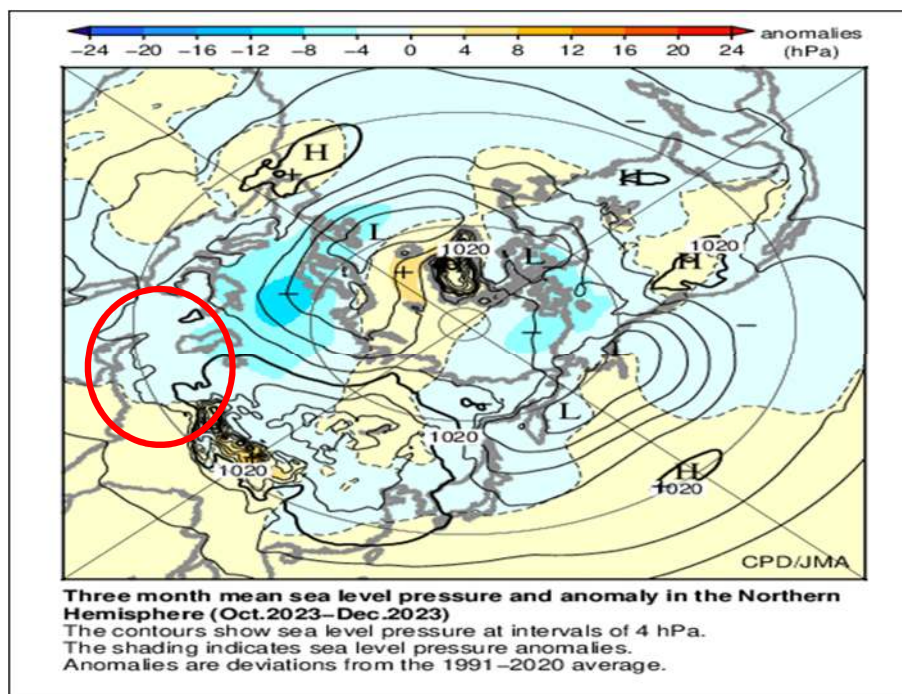 anomalies
−24 −20 −16 −12 −8 −4 0 4 8 12 16 20 24 (hPa)
H
H
L
1020
L
1020
H
L
L
1020
1020
H
1020
CPD/JMA
Three month mean sea level pressure and anomaly in the Northern
Hemisphere (Oct.2023−Dec.2023)
The contours show sea level pressure at intervals of 4 hPa.
The shading indicates sea level pressure anomalies.
Anomalies are deviations from the 1991−2020 average.